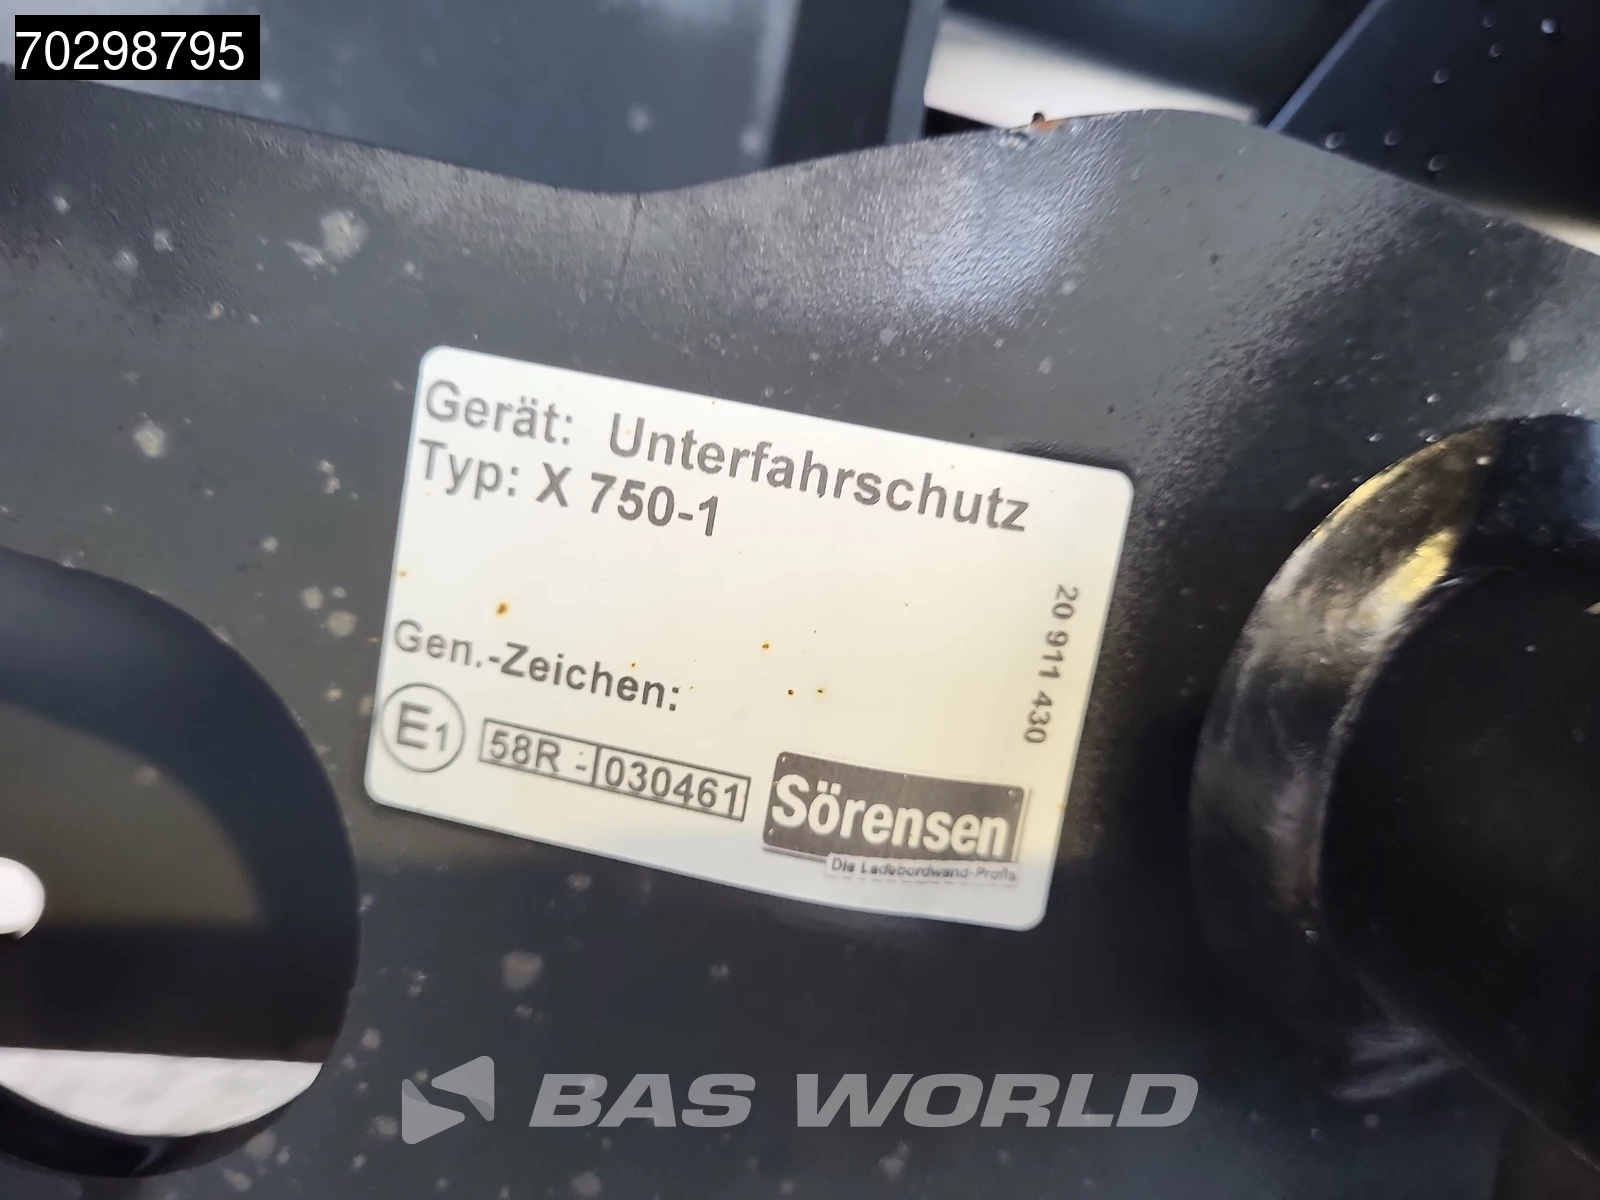 70298795
Gerät: Unterfahrschutz
Typ: X 750-1
20 911 430
Gen.-Zeichen:
E1 58R - 030461
Sörensen
Die Ladebordwand-Profis
BAS WORLD